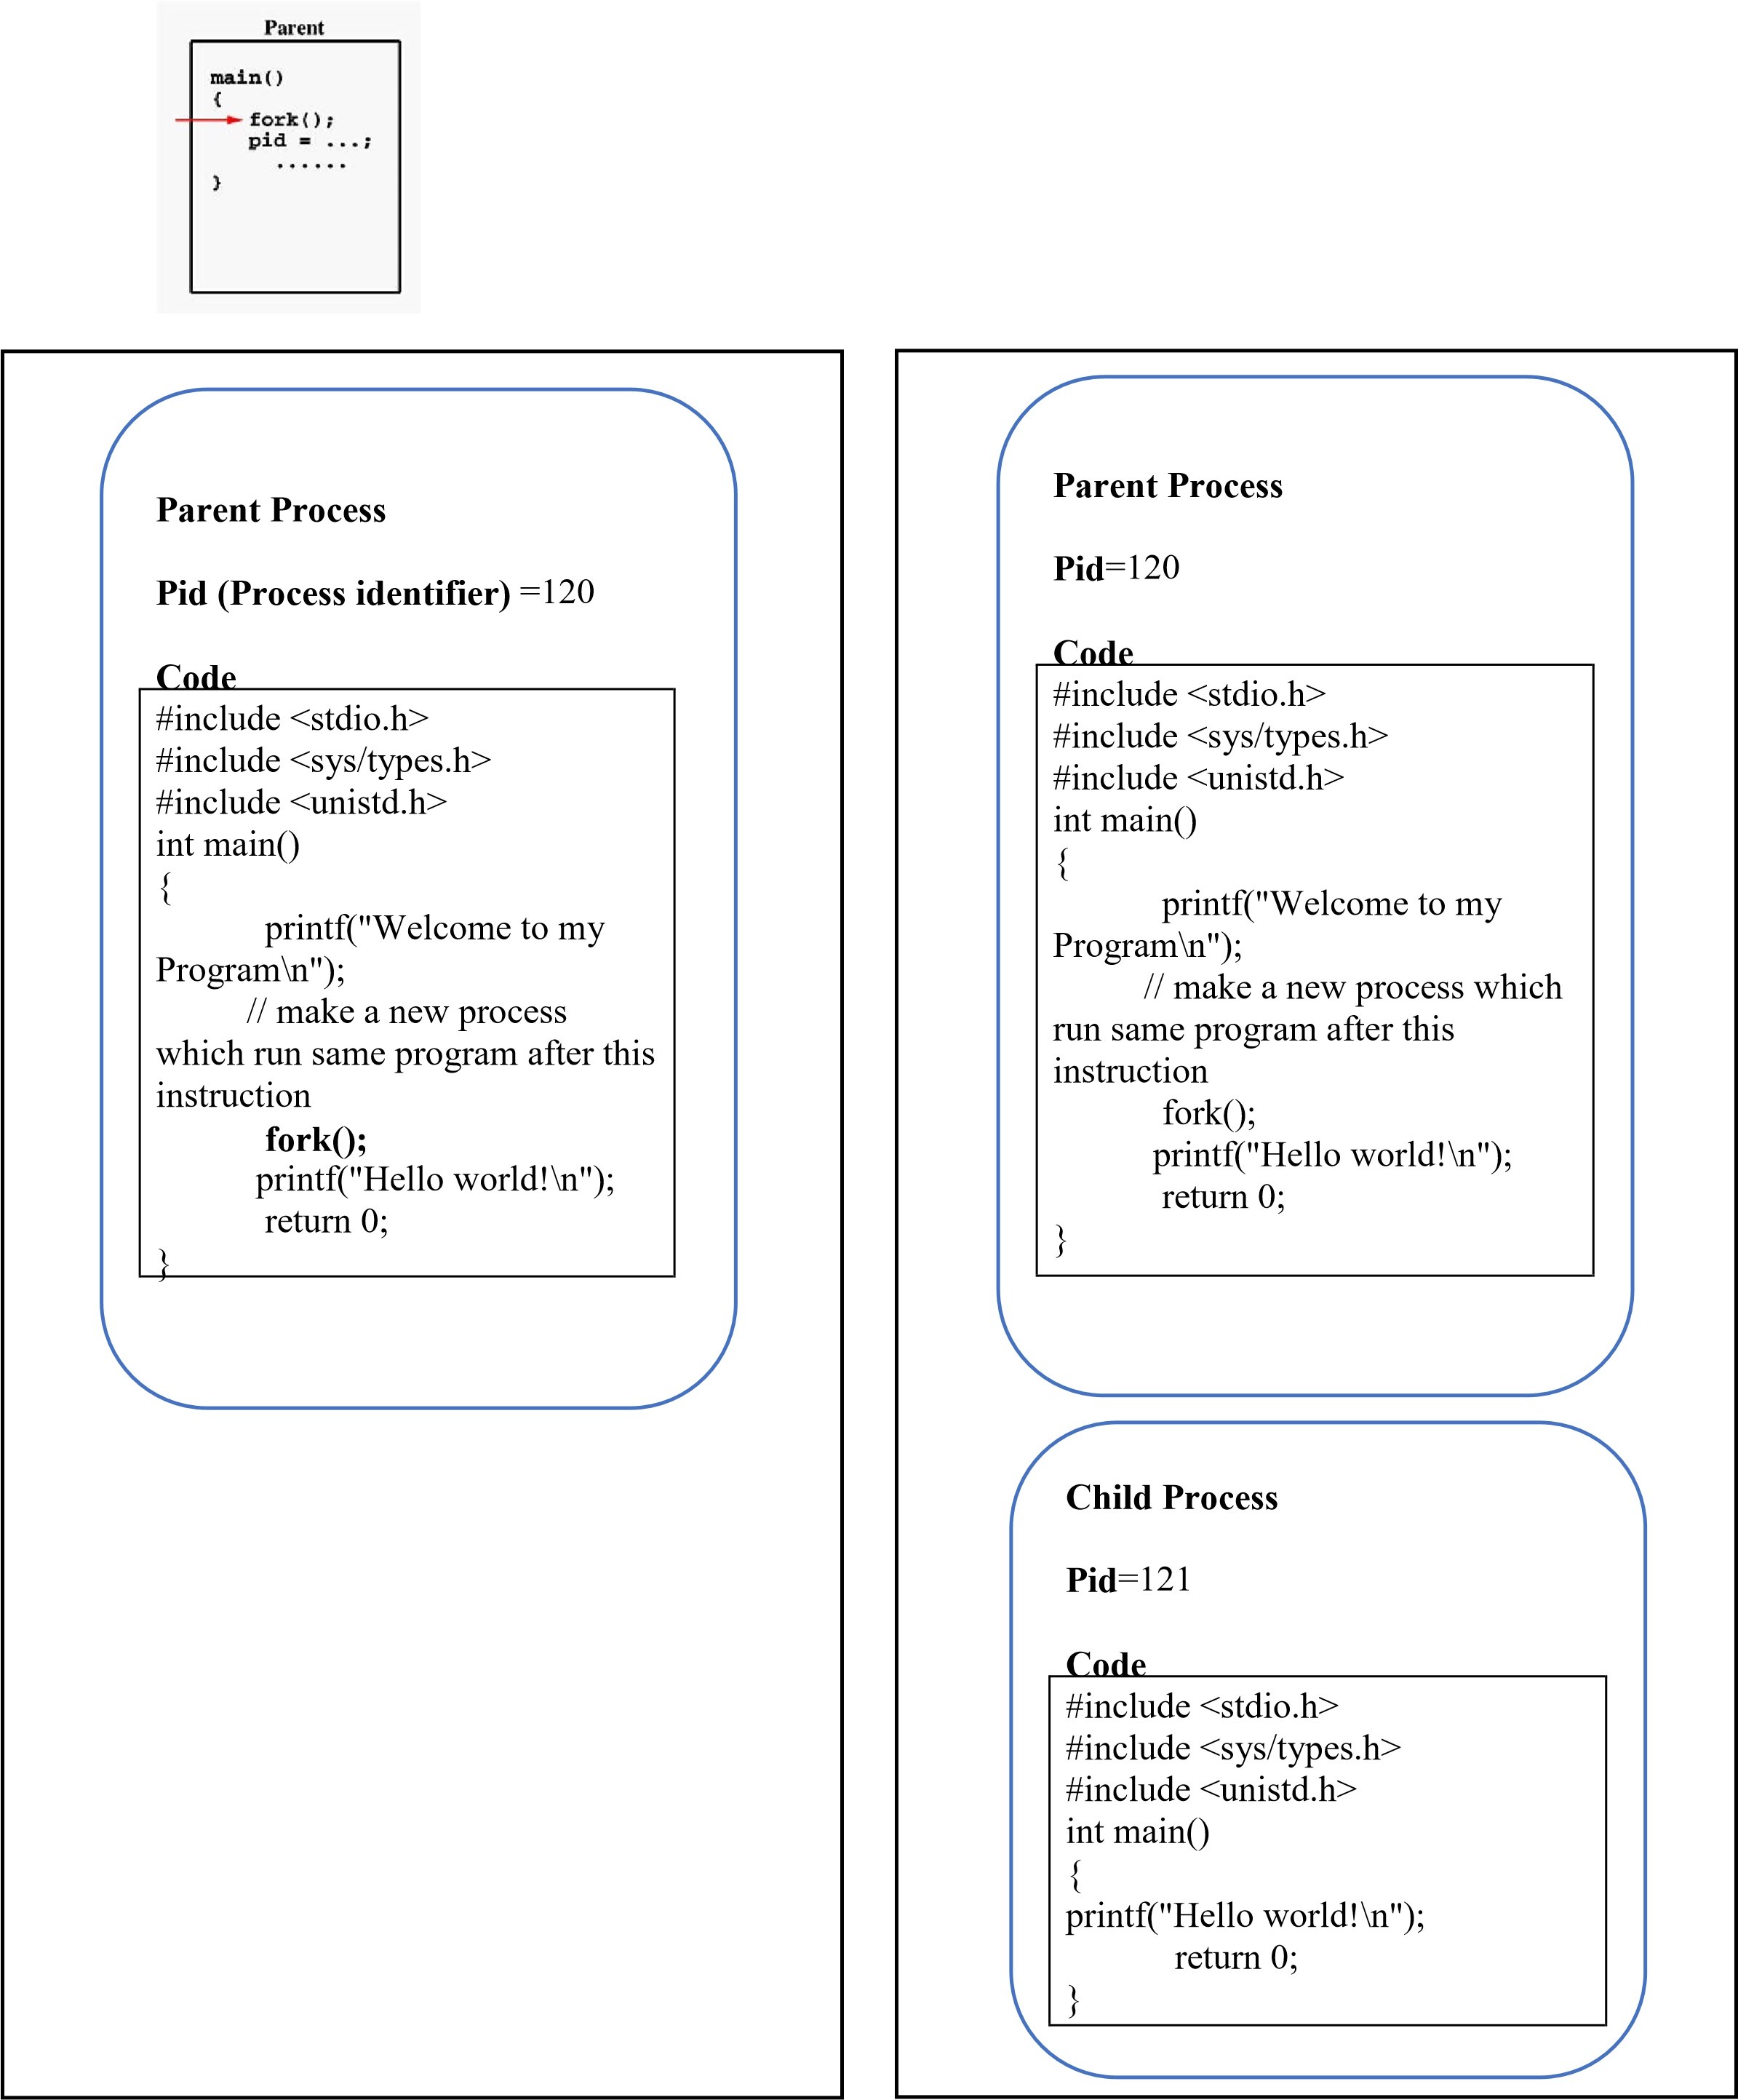 Parent
main()
{
fork();
pid = ...;
......
}
Parent Process
Pid (Process identifier) =120
Code
#include <stdio.h>
#include <sys/types.h>
#include <unistd.h>
int main()
{
printf("Welcome to my
Program\n");
// make a new process
which run same program after this
instruction
fork();
printf("Hello world!\n");
return 0;
}
Parent Process
Pid=120
Code
#include <stdio.h>
#include <sys/types.h>
#include <unistd.h>
int main()
{
printf("Welcome to my
Program\n");
// make a new process which
run same program after this
instruction
fork();
printf("Hello world!\n");
return 0;
}
Child Process
Pid=121
Code
#include <stdio.h>
#include <sys/types.h>
#include <unistd.h>
int main()
{
printf("Hello world!\n");
return 0;
}